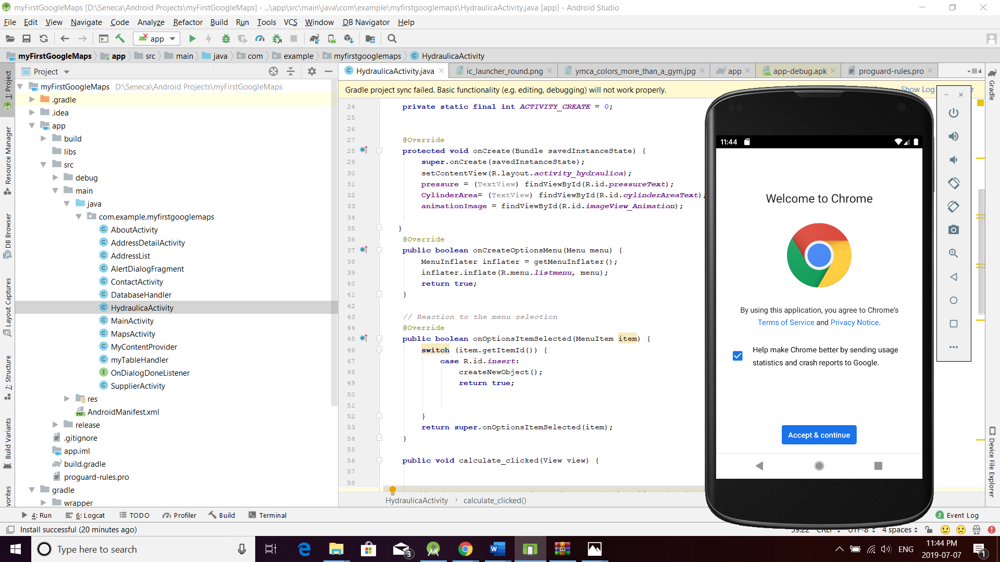 myFirstGoogleMaps [D:\Seneca\Android Projects\myFirstGoogleMaps] - ...\app\src\main\java\com\example\myfirstgooglemaps\HydraulicaActivity.java [app] - Android Studio
File Edit View Navigate Code Analyze Refactor Build Run Tools VCS Window DB Navigator Help
app
myFirstGoogleMaps app src main java com example myfirstgooglemaps HydraulicaActivity
Project
HydraulicaActivity.java ic_launcher_round.png ymca_colors_more_than_a_gym.jpg app app-debug.apk proguard-rules.pro 4
Gradle project sync failed. Basic functionality (e.g. editing, debugging) will not work properly.
Show Log
1: Project
Resource Manager
DB Browser
Layout Captures
7: Structure
Build Variants
Gradle
Device File Explorer
myFirstGoogleMaps D:\Seneca\Android Projects\myFirstGoogleMaps
.gradle
.idea
app
build
libs
src
debug
main
java
com.example.myfirstgooglemaps
AboutActivity
AddressDetailActivity
AddressList
AlertDialogFragment
ContactActivity
DatabaseHandler
HydraulicaActivity
MainActivity
MapsActivity
MyContentProvider
myTableHandler
OnDialogDoneListener
SupplierActivity
res
AndroidManifest.xml
release
.gitignore
app.iml
build.gradle
proguard-rules.pro
gradle
wrapper
24 private static final int ACTIVITY_CREATE = 0;
25
26
27 @Override
28 protected void onCreate(Bundle savedInstanceState) {
29 super.onCreate(savedInstanceState);
30 setContentView(R.layout.activity_hydraulica);
31 pressure = (TextView) findViewById(R.id.pressureText);
32 CylinderArea= (TextView) findViewById(R.id.cylinderAreaText);
33 animationImage = findViewById(R.id.imageView_Animation);
34
35 }
36 @Override
37 public boolean onCreateOptionsMenu(Menu menu) {
38 MenuInflater inflater = getMenuInflater();
39 inflater.inflate(R.menu.listmenu, menu);
40 return true;
41 }
42
43 // Reaction to the menu selection
44 @Override
45 public boolean onOptionsItemSelected(MenuItem item) {
46 switch (item.getItemId()) {
47 case R.id.insert:
48 createNewObject();
49 return true;
50
51
52 }
53 return super.onOptionsItemSelected(item);
54 }
55
56 public void calculate_clicked(View view) {
57
58
HydraulicaActivity calculate_clicked()
11:44
Welcome to Chrome
By using this application, you agree to Chrome's
Terms of Service and Privacy Notice.
Help make Chrome better by sending usage
statistics and crash reports to Google.
Accept & continue
4: Run 6: Logcat TODO Profiler Build Terminal 2 Event Log
Install successful (20 minutes ago) 59:22 CRLF UTF-8 4 spaces
Type here to search
3
ENG
11:44 PM
2019-07-07
1